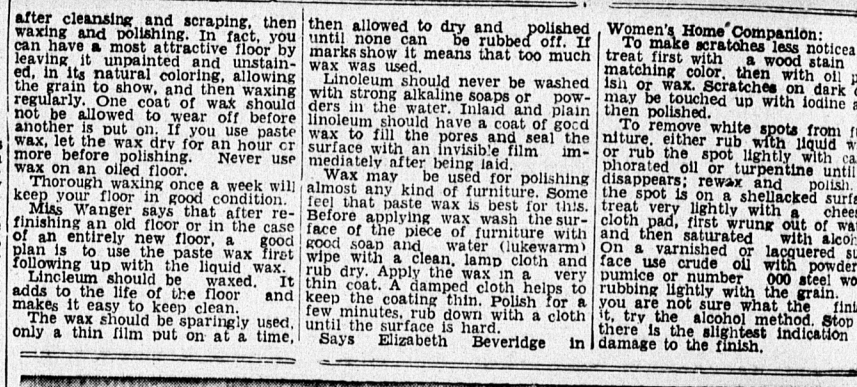 after cleansing and scraping, then
waxing and polishing. In fact, you
can have a most attractive floor by
leaving it unpainted and unstain-
ed, in its natural coloring, allowing
the grain to show, and then waxing
regularly. One coat of wax should
not be allowed to wear off before
another is put on. If you use paste
wax, let the wax dry for an hour or
more before polishing. Never use
wax on an oiled floor.
Thorough waxing once a week will
keep your floor in good condition.
Miss Wanger says that after re-
finishing an old floor or in the case
of an entirely new floor, a good
plan is to use the paste wax first
following up with the liquid wax.
Linoleum should be waxed. It
adds to the life of the floor and
makes it easy to keep clean.
The wax should be sparingly used,
only a thin film put on at a time,
then allowed to dry and polished
until none can be rubbed off. If
marks show it means that too much
wax was used.
Linoleum should never be washed
with strong alkaline soaps or pow-
ders in the water. Inlaid and plain
linoleum should have a coat of good
wax to fill the pores and seal the
surface with an invisible film im-
mediately after being laid.
Wax may be used for polishing
almost any kind of furniture. Some
feel that paste wax is best for this.
Before applying wax wash the sur-
face of the piece of furniture with
good soap and water (lukewarm)
wipe with a clean, lamp cloth and
rub dry. Apply the wax in a very
thin coat. A damped cloth helps to
keep the coating thin. Polish for a
few minutes, rub down with a cloth
until the surface is hard.
Says Elizabeth Beveridge in
Women's Home Companion:
To make scratches less noticea
treat first with a wood stain
matching color, then with oil p
ish or wax. Scratches on dark
may be touched up with iodine a
then polished.
To remove white spots from f
niture, either rub with liquid w
or rub the spot lightly with ca
phorated oil or turpentine until
disappears; rewax and polish.
the spot is on a shellacked surfa
treat very lightly with a chees
cloth pad, first wrung out of wat
and then saturated with alcoh
On a varnished or lacquered su
face use crude oil with powder
pumice or number 000 steel wo
rubbing lightly with the grain.
you are not sure what the fini
it, try the alcohol method. Stop
there is the slightest indication
damage to the finish.